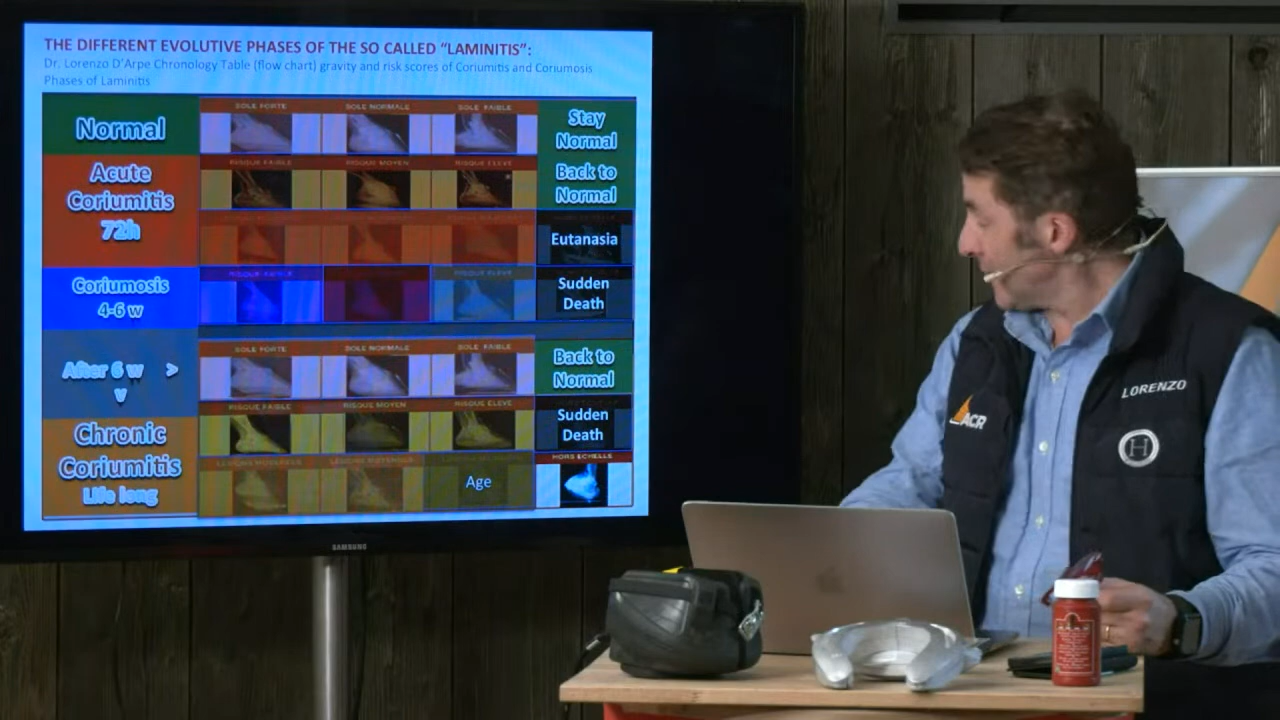 THE DIFFERENT EVOLUTIVE PHASES OF THE SO CALLED “LAMINITIS”:
Dr. Lorenzo D’Arpe Chronology Table (flow chart) gravity and risk scores of Coriumitis and Coriumosis
Phases of Laminitis
Normal
SOLE FORTE
SOLE NORMALE
SOLE FAIBLE
Stay
Normal
Acute
Coriumitis
72h
RISQUE FAIBLE
RISQUE MOYEN
RISQUE ELEVE
Back to
Normal
Eutanasia
Coriumosis
4-6 w
RISQUE FAIBLE
RISQUE ELEVE
Sudden
Death
After 6 w >
v
SOLE FORTE
SOLE NORMALE
SOLE FAIBLE
Back to
Normal
Chronic
Coriumitis
Life long
RISQUE FAIBLE
RISQUE MOYEN
RISQUE ELEVE
Sudden
Death
Age
HORS ECHELLE
SAMSUNG
LORENZO
ACR
H